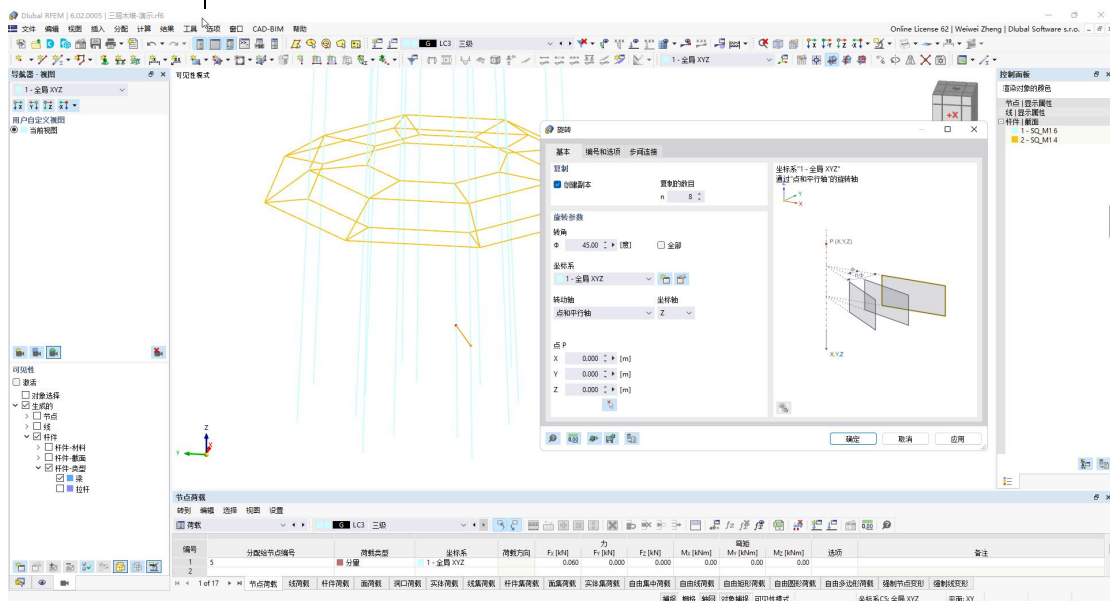 Dlubal RFEM | 6.02.0005 | 三层木塔-演示.rf6
文件 编辑 视图 插入 分配 计算 结果 工具 选项 窗口 CAD-BIM 帮助
Online License 62 | Weiwei Zheng | Dlubal Software s.r.o.
G LC3 三级
1 - 全局 XYZ
导航器 - 视图
1 - 全局 XYZ
用户自定义视图
当前视图
可见性
激活
对象选择
生成的
节点
线
杆件
杆件-材料
杆件-截面
杆件-类型
梁
拉杆
可见性模式
+X
Z
Y
旋转
基本 编号和选项 步间连接
复制
创建副本
复制的数目
n 8
旋转参数
转角
Φ 45.00 [度] 全部
坐标系
1 - 全局 XYZ
转动轴 坐标轴
点和平行轴 Z
点 P
X 0.000 [m]
Y 0.000 [m]
Z 0.000 [m]
坐标系"1 - 全局 XYZ"
通过"点和平行轴"的旋转轴
Y
X
P (X,Y,Z)
X,Y,Z
确定 取消 应用
控制面板
渲染对象的颜色
节点 | 显示属性
线 | 显示属性
杆件 | 截面
1 - SQ_M1 6
2 - SQ_M1 4
节点荷载
转到 编辑 选择 视图 设置
荷载 G LC3 三级
编号 分配给节点编号 荷载类型 坐标系 荷载方向 力 弯矩 选项 备注
Fx [kN] Fy [kN] Fz [kN] Mx [kNm] My [kNm] Mz [kNm]
1 5 分量 1 - 全局 XYZ 0.060 0.000 0.000 0.00 0.00 0.00
2
1 of 17 节点荷载 线荷载 杆件荷载 面荷载 洞口荷载 实体荷载 线集荷载 杆件集荷载 面集荷载 实体集荷载 自由集中荷载 自由线荷载 自由矩形荷载 自由圆形荷载 自由多边形荷载 强制节点变形 强制线变形
捕捉 栅格 轴网 对象捕捉 可见性模式 坐标系CS: 全局 XYZ 平面: XY